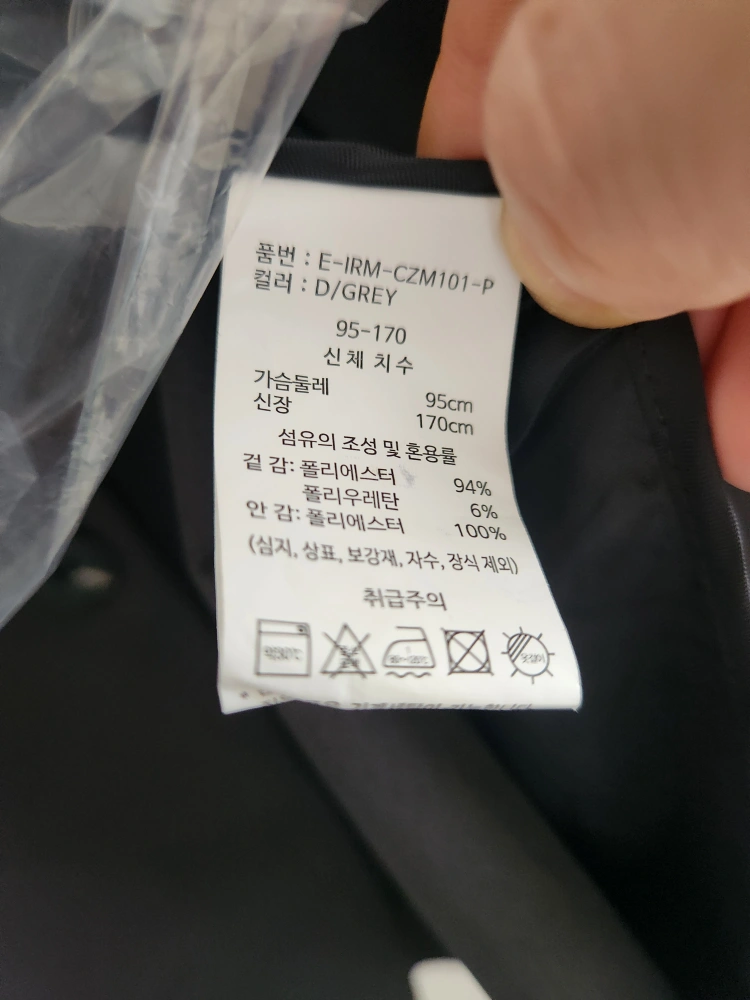 품번 : E-IRM-CZM101-P
컬러 : D/GREY
95-170
신체 치수
가슴둘레 95cm
신장 170cm
섬유의 조성 및 혼용률
겉 감: 폴리에스터 94%
폴리우레탄 6%
안 감: 폴리에스터 100%
(심지, 상표, 보강재, 자수, 장식 제외)
취급주의
옷걸이